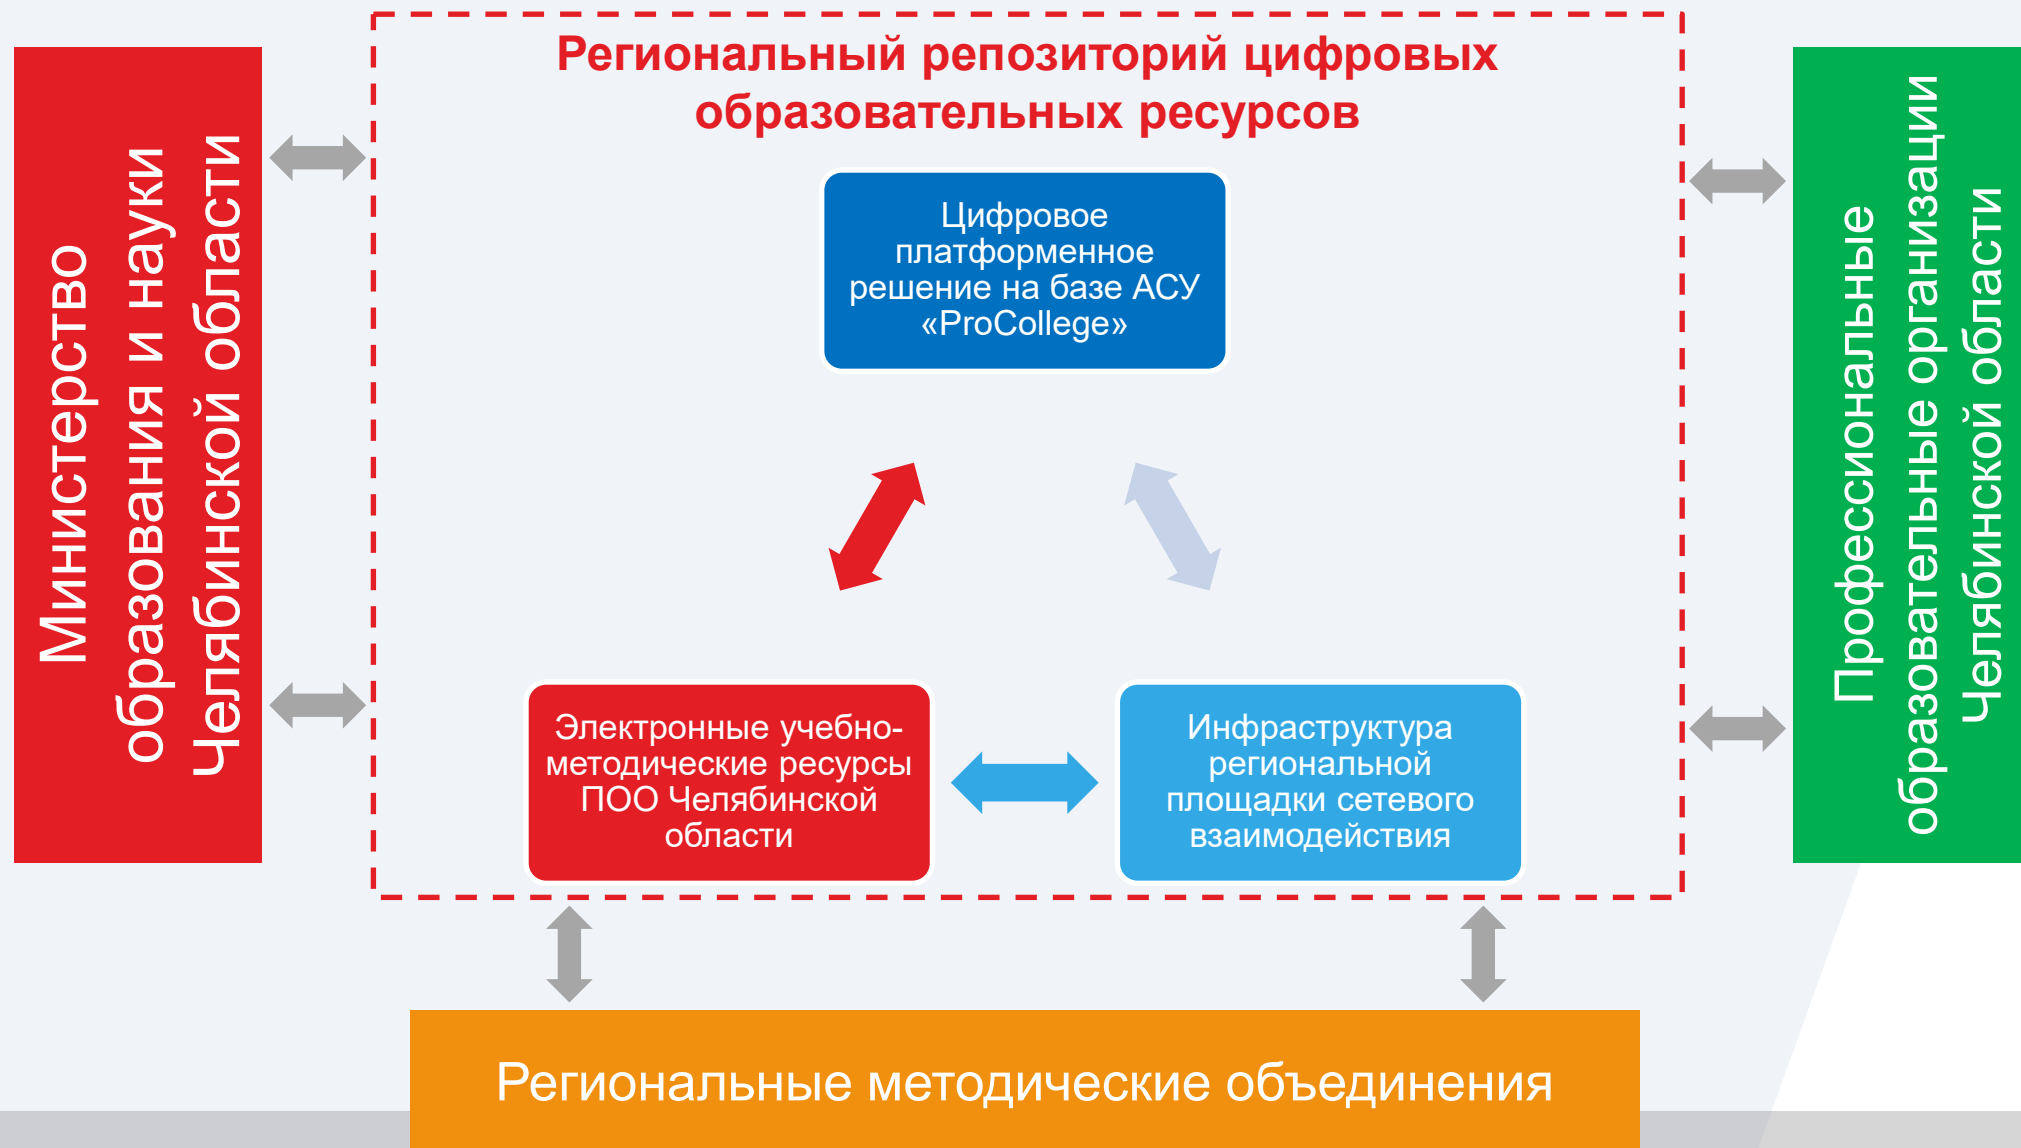 Региональный репозиторий цифровых
образовательных ресурсов
Министерство
образования и науки
Челябинской области
Цифровое
платформенное
решение на базе АСУ
«ProCollege»
Электронные учебно-
методические ресурсы
ПОО Челябинской
области
Инфраструктура
региональной
площадки сетевого
взаимодействия
Профессиональные
образовательные организации
Челябинской области
Региональные методические объединения